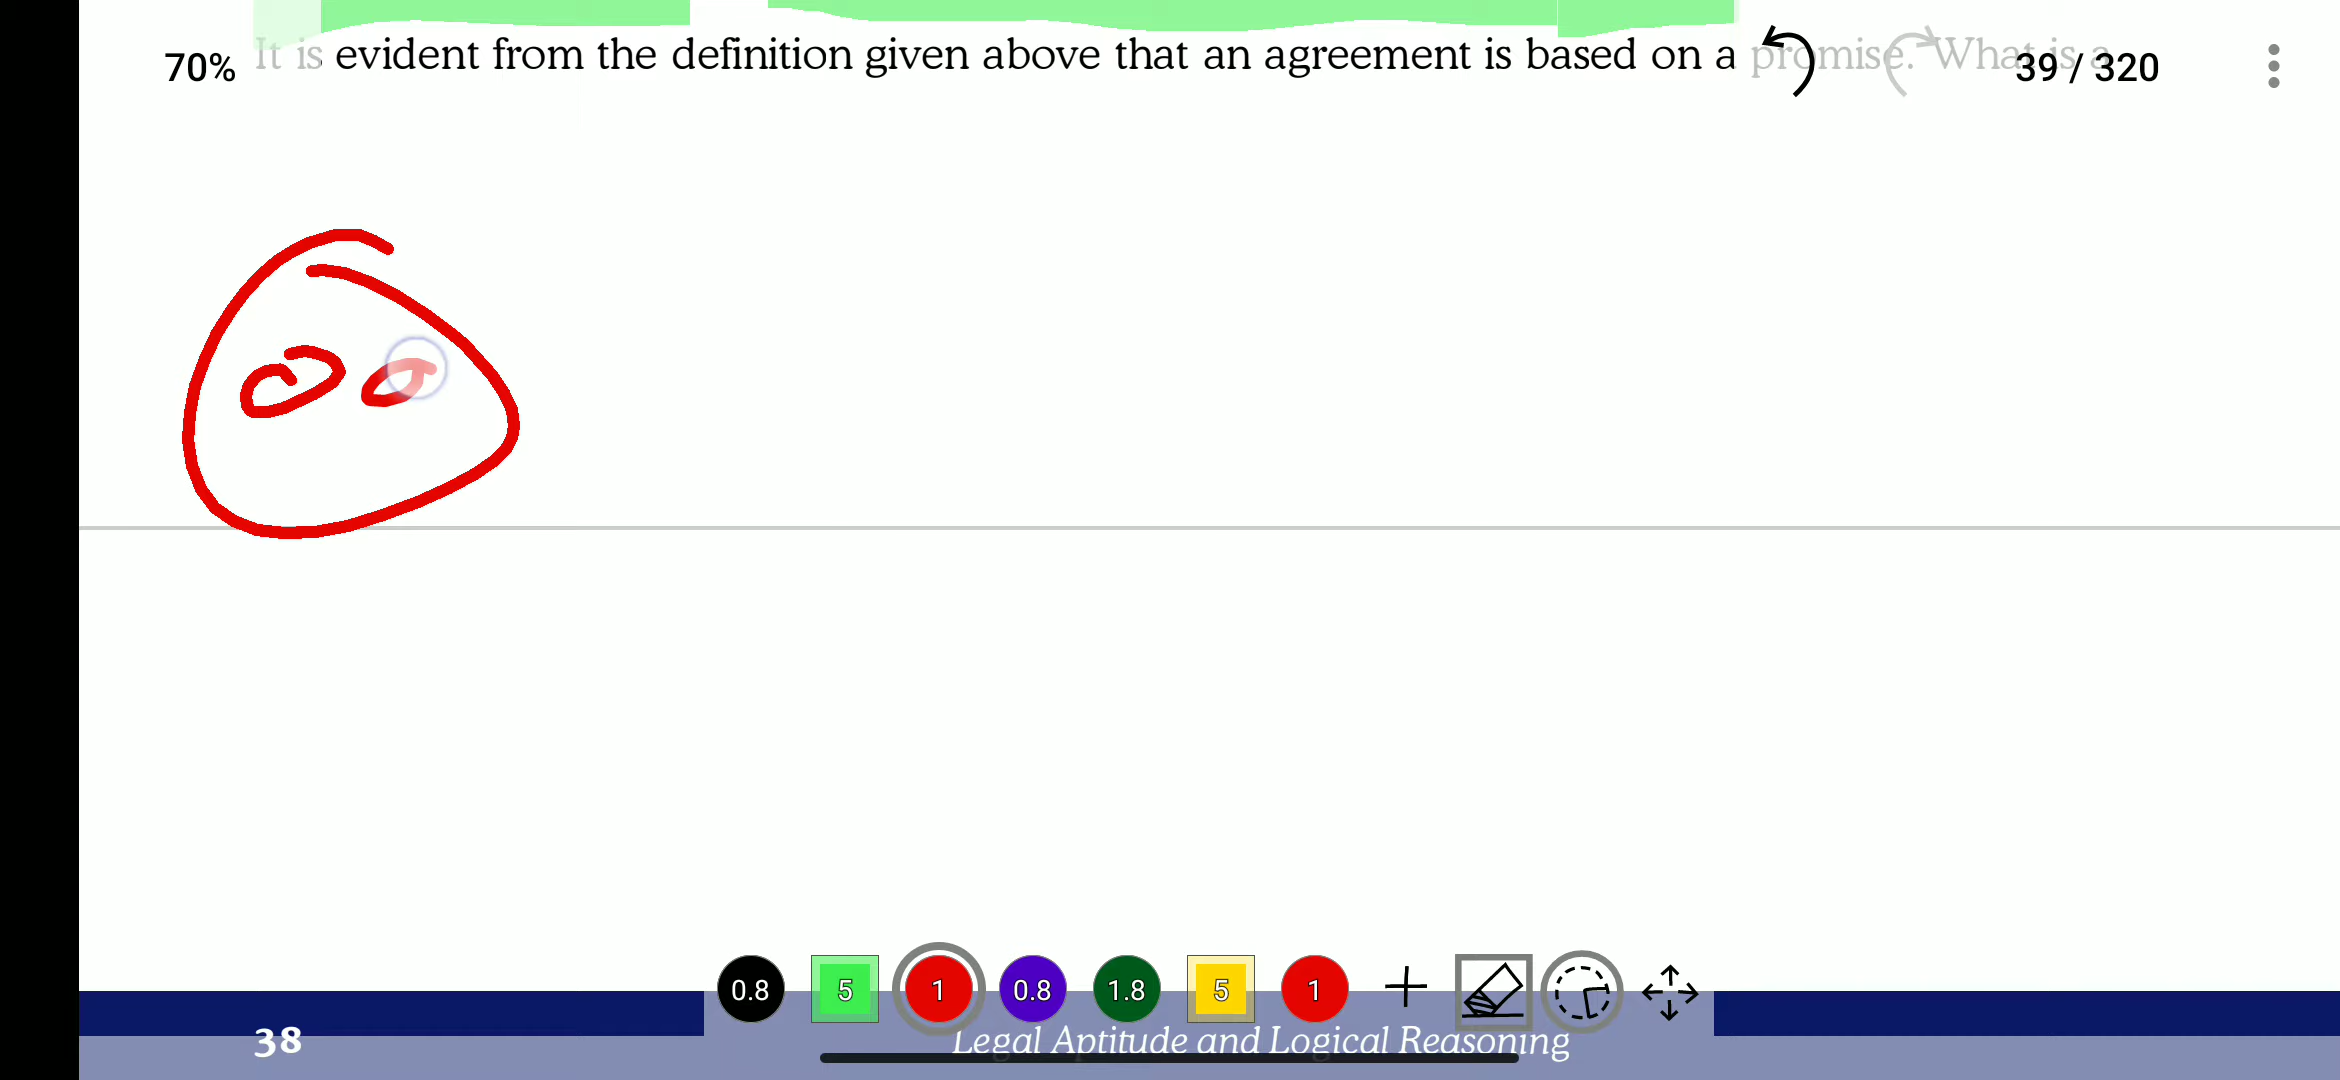 It is evident from the definition given above that an agreement is based on a promise. What is a
70%
39 / 320
0.8 5 1 0.8 1.8 5 1
38
Legal Aptitude and Logical Reasoning